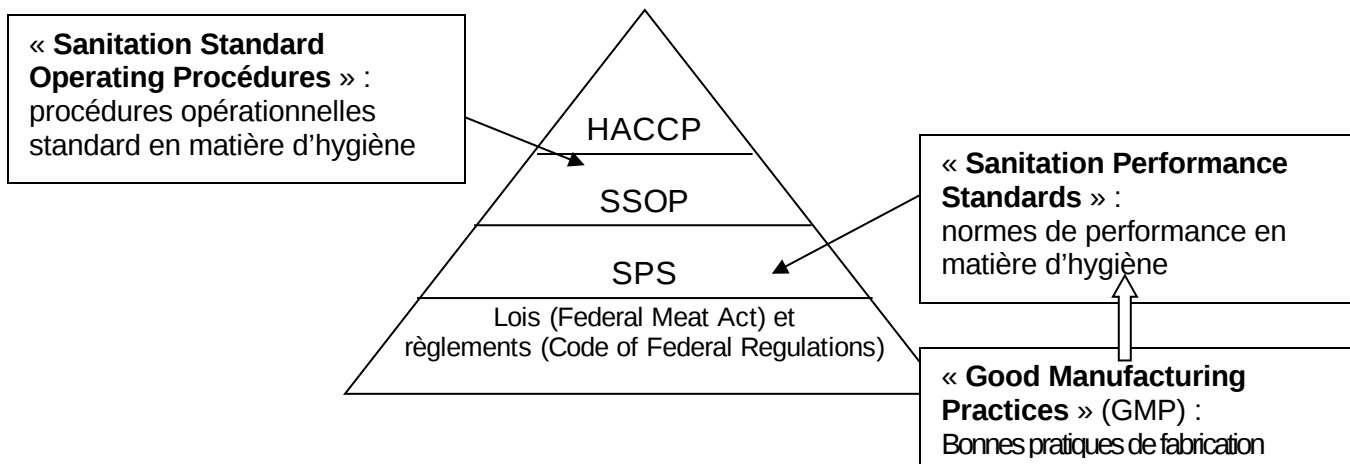 « Sanitation Standard
Operating Procédures » :
procédures opérationnelles
standard en matière d’hygiène
HACCP
SSOP
SPS
Lois (Federal Meat Act) et
règlements (Code of Federal Regulations)
« Sanitation Performance
Standards » :
normes de performance en
matière d’hygiène
« Good Manufacturing
Practices » (GMP) :
Bonnes pratiques de fabrication